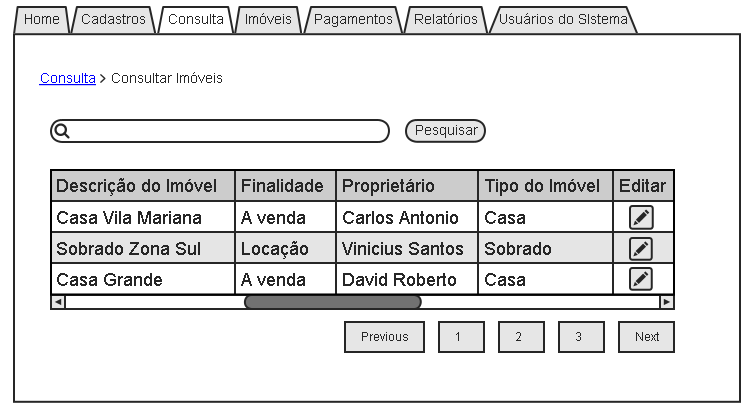 Home Cadastros Consulta Imóveis Pagamentos Relatórios Usuários do SIstema
Consulta > Consultar Imóveis
Pesquisar
Descrição do Imóvel Finalidade Proprietário Tipo do Imóvel Editar
Casa Vila Mariana A venda Carlos Antonio Casa
Sobrado Zona Sul Locação Vinicius Santos Sobrado
Casa Grande A venda David Roberto Casa
Previous 1 2 3 Next